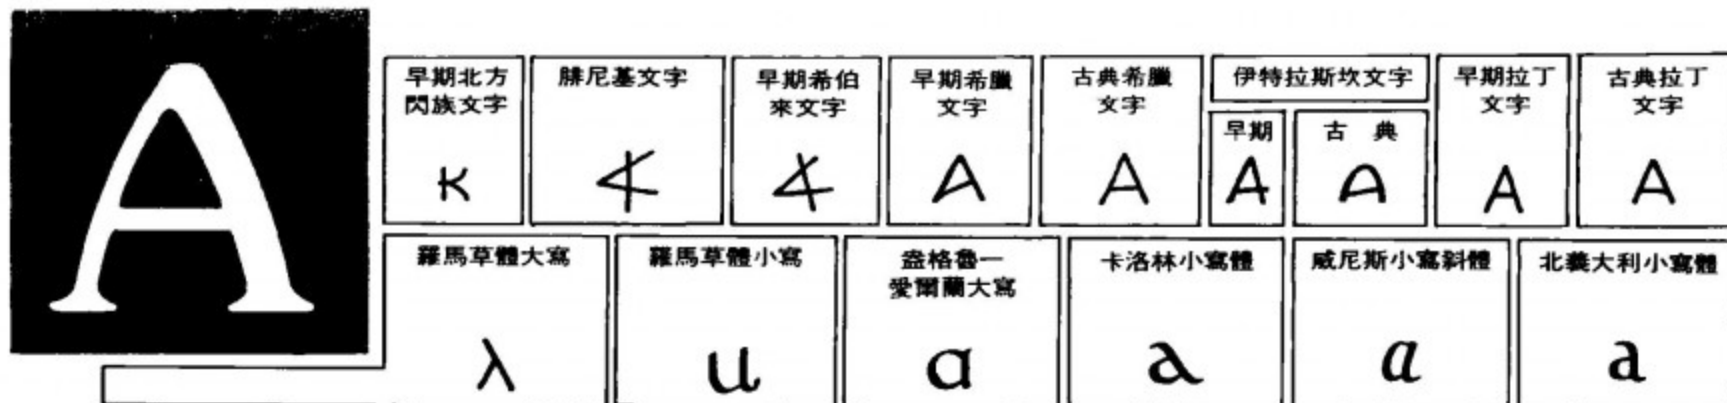 A
早期北方
閃族文字
腓尼基文字
早期希伯
來文字
早期希臘
文字
古典希臘
文字
伊特拉斯坎文字
早期
古 典
早期拉丁
文字
古典拉丁
文字
A
A
A
A
A
A
羅馬草體大寫
羅馬草體小寫
盎格魯一
愛爾蘭大寫
卡洛林小寫體
威尼斯小寫斜體
北義大利小寫體
λ
u
a
a
a
a